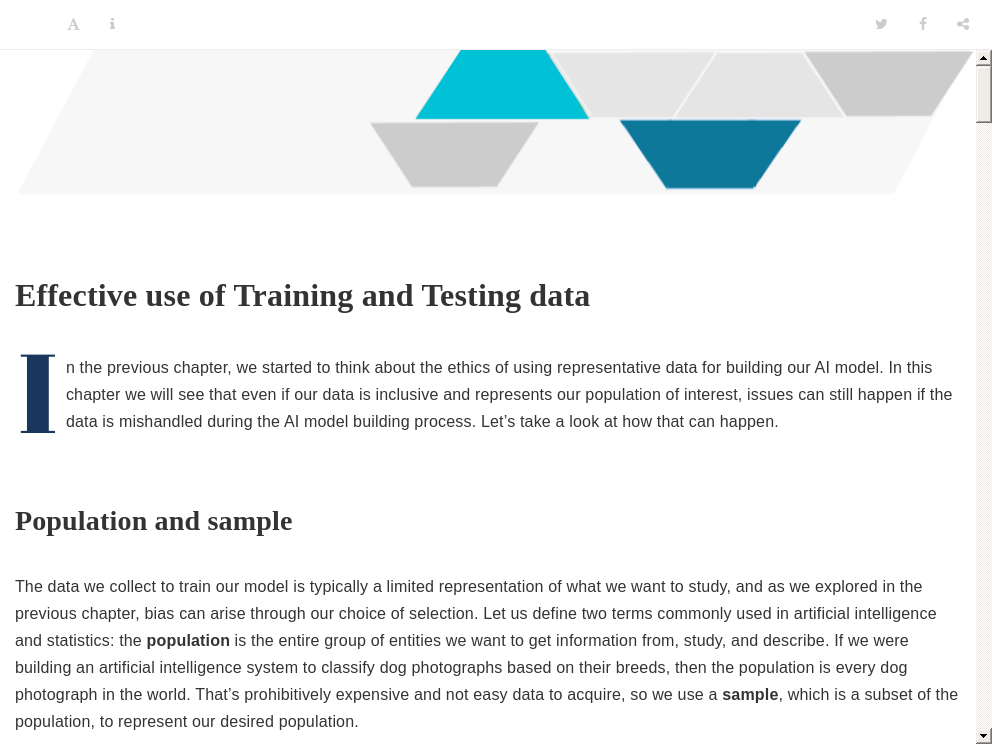 Effective use of Training and Testing data
In the previous chapter, we started to think about the ethics of using representative data for building our AI model. In this
chapter we will see that even if our data is inclusive and represents our population of interest, issues can still happen if the
data is mishandled during the AI model building process. Let’s take a look at how that can happen.
Population and sample
The data we collect to train our model is typically a limited representation of what we want to study, and as we explored in the
previous chapter, bias can arise through our choice of selection. Let us define two terms commonly used in artificial intelligence
and statistics: the population is the entire group of entities we want to get information from, study, and describe. If we were
building an artificial intelligence system to classify dog photographs based on their breeds, then the population is every dog
photograph in the world. That’s prohibitively expensive and not easy data to acquire, so we use a sample, which is a subset of the
population, to represent our desired population.